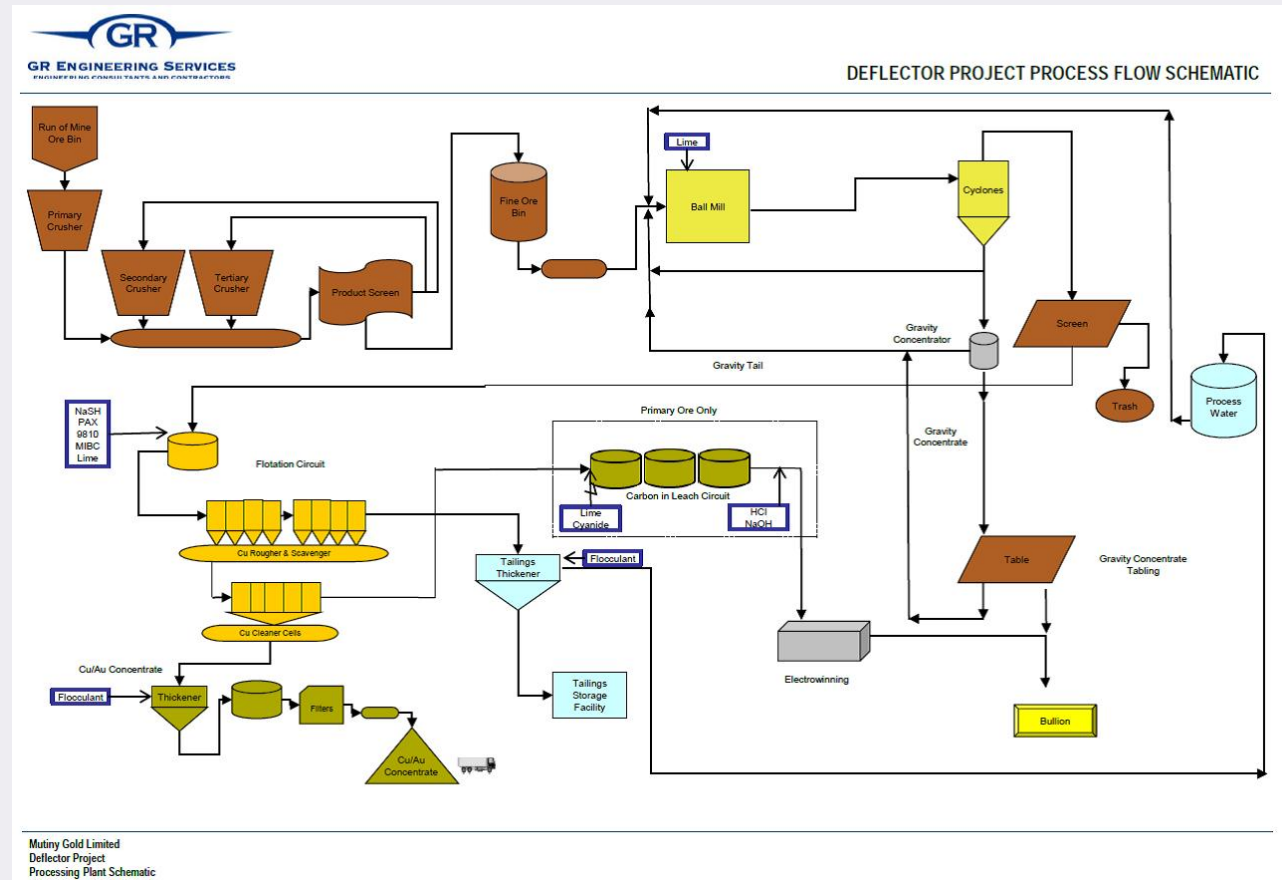 GR
GR ENGINEERING SERVICES
ENGINEERING CONSULTANTS AND CONTRACTORS
DEFLECTOR PROJECT PROCESS FLOW SCHEMATIC
Run of Mine
Ore Bin
Primary
Crusher
Secondary
Crusher
Tertiary
Crusher
Product Screen
Fine Ore
Bin
Lime
Ball Mill
Cyclones
Gravity
Concentrator
Screen
Gravity Tail
Trash
Process
Water
NaSH
PAX
9810
MIBC
Lime
Flotation Circuit
Primary Ore Only
Carbon in Leach Circuit
Lime
Cyanide
HCl
NaOH
Gravity
Concentrate
Cu Rougher & Scavenger
Tailings
Thickener
Flocculant
Table
Gravity Concentrate
Tabling
Cu Cleaner Cells
Electrowinning
Cu/Au Concentrate
Flocculant
Thickener
Filters
Cu/Au
Concentrate
Tailings
Storage
Facility
Bullion
Mutiny Gold Limited
Deflector Project
Processing Plant Schematic